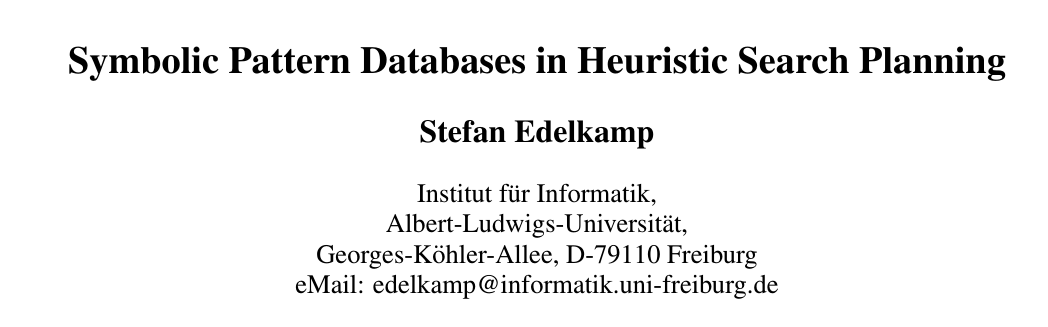 Symbolic Pattern Databases in Heuristic Search Planning
Stefan Edelkamp
Institut für Informatik,
Albert-Ludwigs-Universität,
Georges-Köhler-Allee, D-79110 Freiburg
eMail: edelkamp@informatik.uni-freiburg.de